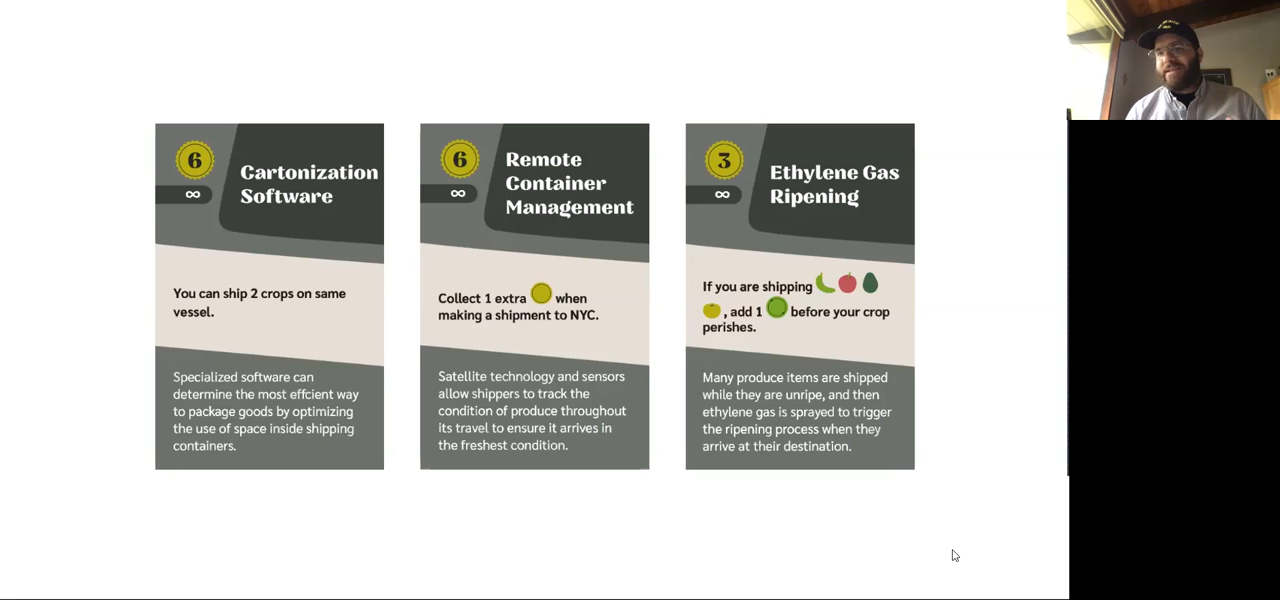 6
∞
Cartonization
Software
You can ship 2 crops on same
vessel.
Specialized software can
determine the most effcient way
to package goods by optimizing
the use of space inside shipping
containers.
6
∞
Remote
Container
Management
Collect 1 extra when
making a shipment to NYC.
Satellite technology and sensors
allow shippers to track the
condition of produce throughout
its travel to ensure it arrives in
the freshest condition.
3
∞
Ethylene Gas
Ripening
If you are shipping
, add 1 before your crop
perishes.
Many produce items are shipped
while they are unripe, and then
ethylene gas is sprayed to trigger
the ripening process when they
arrive at their destination.